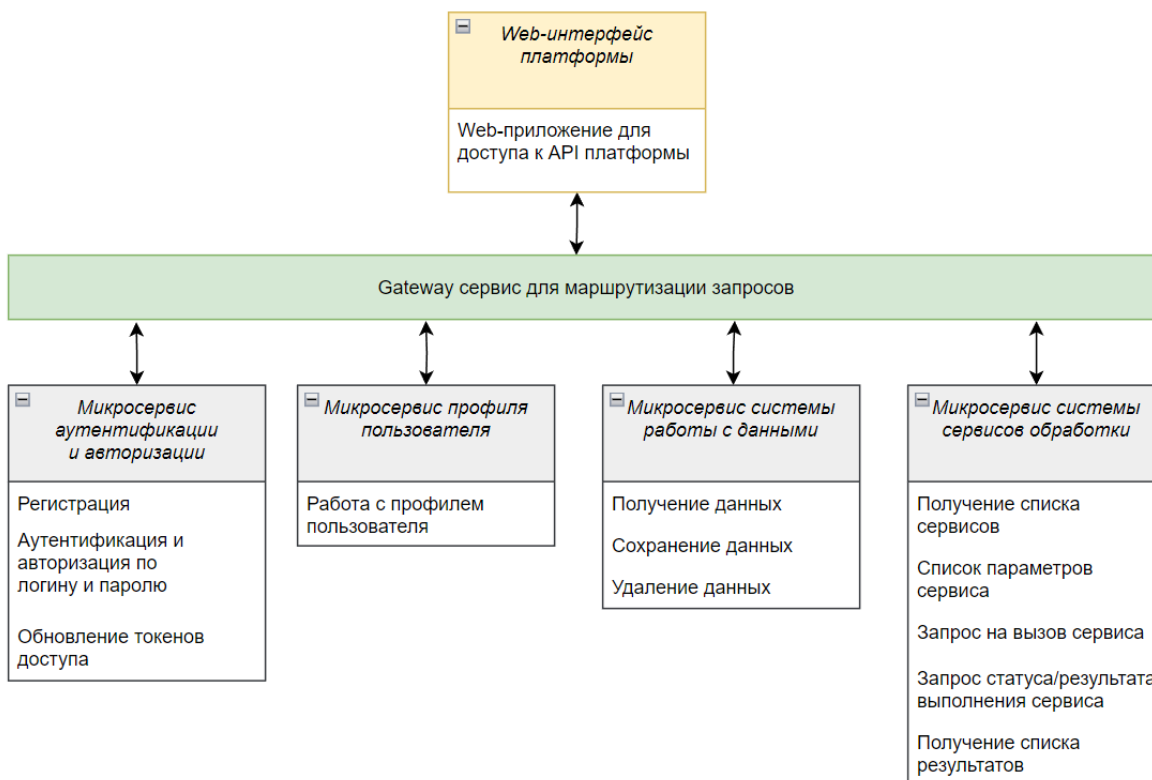 Web-интерфейс
платформы
Web-приложение для
доступа к API платформы
Gateway сервис для маршрутизации запросов
Микросервис
аутентификации
и авторизации
Регистрация
Аутентификация и
авторизация по
логину и паролю
Обновление токенов
доступа
Микросервис профиля
пользователя
Работа с профилем
пользователя
Микросервис системы
работы с данными
Получение данных
Сохранение данных
Удаление данных
Микросервис системы
сервисов обработки
Получение списка
сервисов
Список параметров
сервиса
Запрос на вызов сервиса
Запрос статуса/результата
выполнения сервиса
Получение списка
результатов